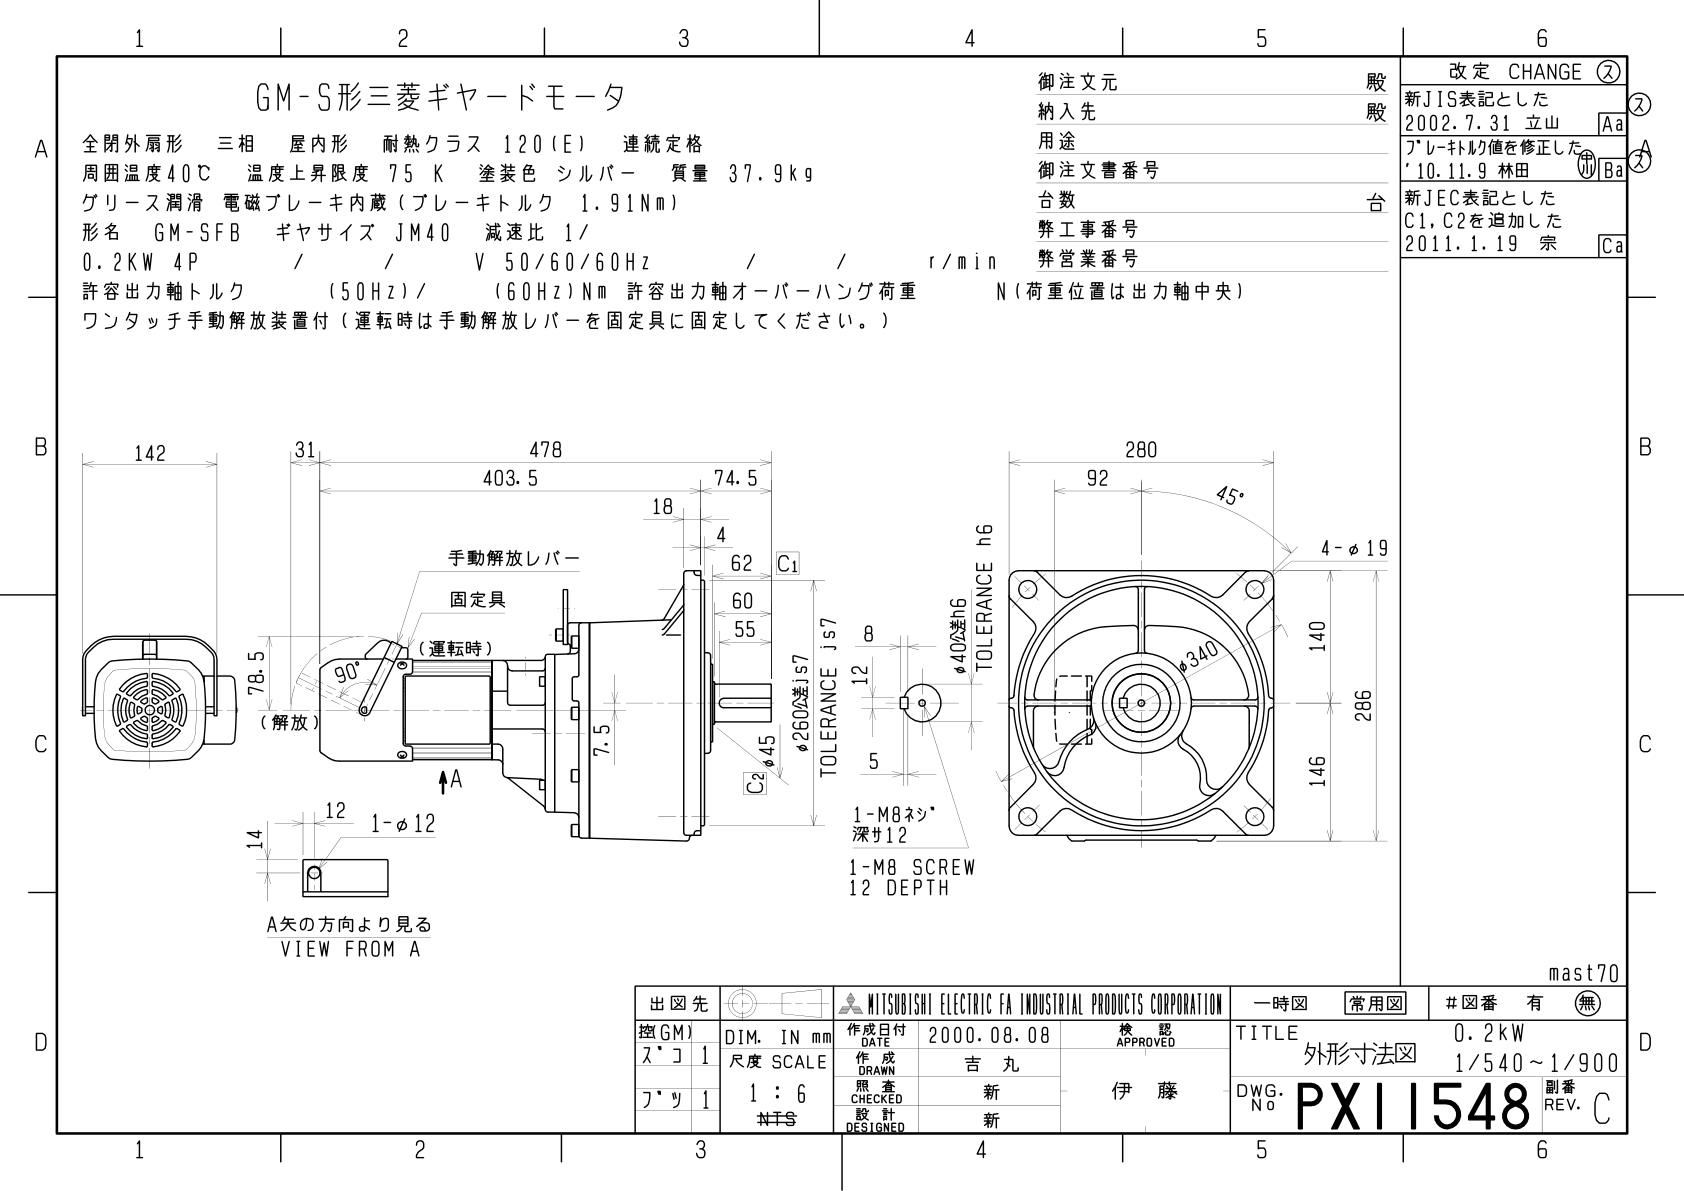 1 2 3 4 5 6
A
B
C
D
GM-S形三菱ギヤードモータ
全閉外扇形 三相 屋内形 耐熱クラス 120(E) 連続定格
周囲温度40℃ 温度上昇限度 75 K 塗装色 シルバー 質量 37.9kg
グリース潤滑 電磁ブレーキ内蔵(ブレーキトルク 1.91Nm)
形名 GM-SFB ギヤサイズ JM40 減速比 1/
0.2KW 4P / / V 50/60/60Hz / / r/min
許容出力軸トルク (50Hz)/ (60Hz)Nm 許容出力軸オーバーハング荷重 N(荷重位置は出力軸中央)
ワンタッチ手動解放装置付(運転時は手動解放レバーを固定具に固定してください。)
御注文元 殿
納入先 殿
用途
御注文書番号
台数 台
弊工事番号
弊営業番号
改定 CHANGE ス
新JIS表記とした
2002.7.31 立山 Aa
ス
ブレーキトルク値を修正した
'10.11.9 林田 Ba
ス
A
新JEC表記とした
C1,C2を追加した
2011.1.19 宗 Ca
B
C
D
142
31
478
403.5
74.5
18
4
62
C1
60
55
手動解放レバー
固定具
(運転時)
90°
78.5
(解放)
7.5
A
φ45
C2
φ260公差js7
TOLERANCE js7
8
12
5
φ40公差h6
TOLERANCE h6
1-M8ネジ
深サ12
1-M8 SCREW
12 DEPTH
280
92
45°
4-φ19
φ340
140
146
286
12
1-φ12
14
A矢の方向より見る
VIEW FROM A
mast70
出図先
控(GM)
ズコ 1
ブツ 1
DIM. IN mm
尺度 SCALE
1 : 6
NTS
MITSUBISHI ELECTRIC FA INDUSTRIAL PRODUCTS CORPORATION
作成日付
DATE
2000.08.08
検 認
APPROVED
作 成
DRAWN
吉 丸
照 査
CHECKED
新
伊 藤
設 計
DESIGNED
新
一時図 常用図 #図番 有 無
TITLE
外形寸法図
0.2kW
1/540~1/900
DWG.
No
PX11548
副番
REV.
C
1 2 3 4 5 6